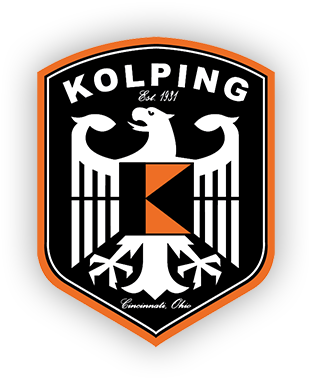 KOLPING
Est. 1931
K
Cincinnati, Ohio